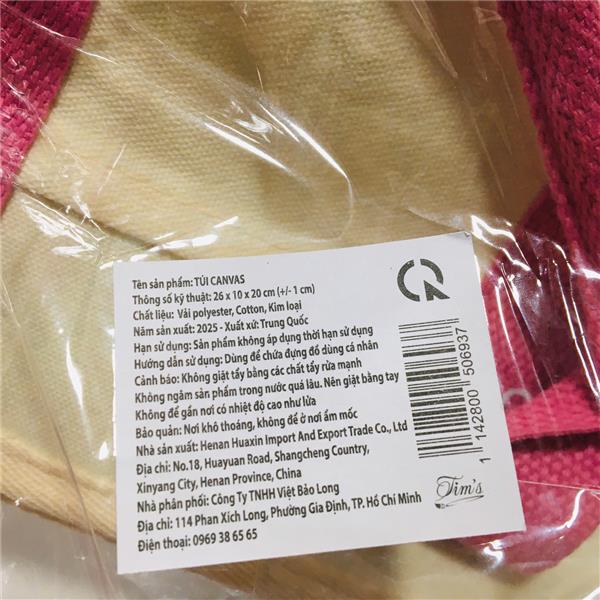 Tên sản phẩm: TÚI CANVAS
Thông số kỹ thuật: 26 x 10 x 20 cm (+/- 1 cm)
Chất liệu: Vải polyester, Cotton, Kim loại
Năm sản xuất: 2025 - Xuất xứ: Trung Quốc
Hạn sử dụng: Sản phẩm không áp dụng thời hạn sử dụng
Hướng dẫn sử dụng: Dùng để chứa đựng đồ dùng cá nhân
Cảnh báo: Không giặt tẩy bằng các chất tẩy rửa mạnh
Không ngâm sản phẩm trong nước quá lâu. Nên giặt bằng tay
Không để gần nơi có nhiệt độ cao như lửa
Bảo quản: Nơi khô thoáng, không để ở nơi ẩm mốc
Nhà sản xuất: Henan Huaxin Import And Export Trade Co., Ltd
Địa chỉ: No.18, Huayuan Road, Shangcheng Country,
Xinyang City, Henan Province, China
Nhà phân phối: Công Ty TNHH Việt Bảo Long
Địa chỉ: 114 Phan Xích Long, Phường Gia Định, TP. Hồ Chí Minh
Điện thoại: 0969 38 65 65
1 142800 506937
Tim's